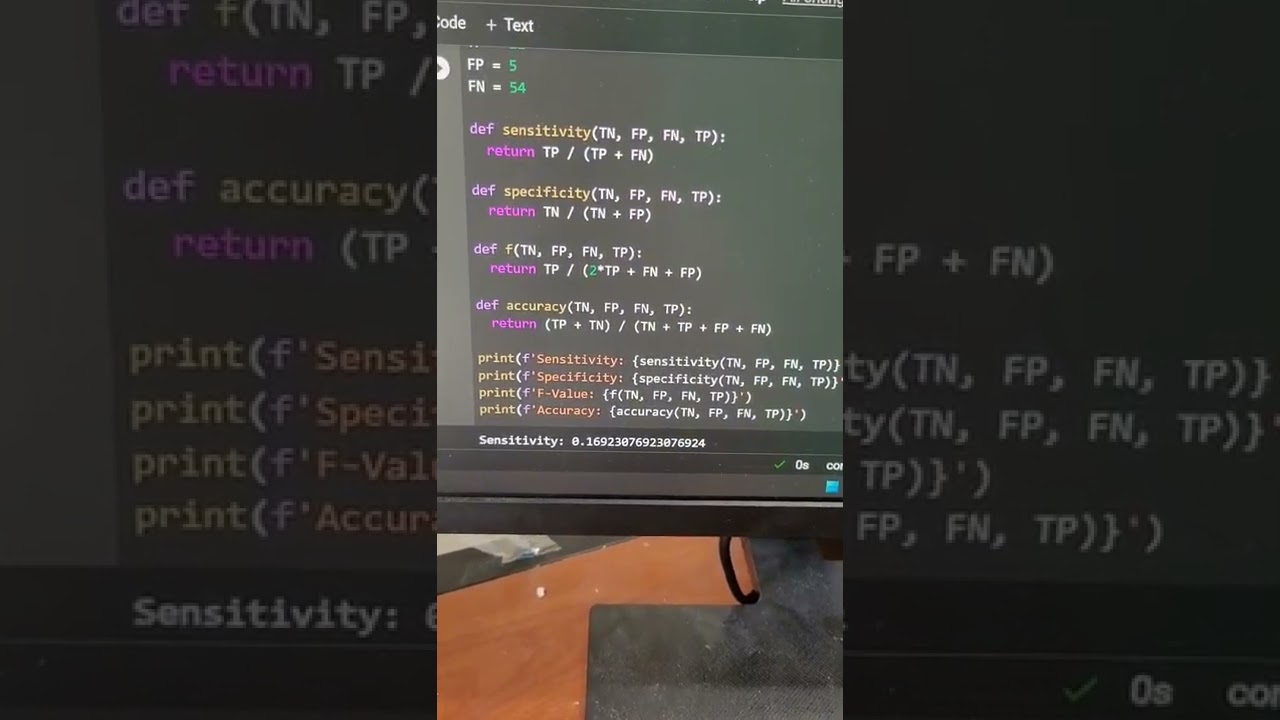 Code + Text
FP = 5
FN = 54
def sensitivity(TN, FP, FN, TP):
return TP / (TP + FN)
def specificity(TN, FP, FN, TP):
return TN / (TN + FP)
def f(TN, FP, FN, TP):
return TP / (2*TP + FN + FP)
def accuracy(TN, FP, FN, TP):
return (TP + TN) / (TN + TP + FP + FN)
print(f'Sensitivity: {sensitivity(TN, FP, FN, TP)}
print(f'Specificity: {specificity(TN, FP, FN, TP)}'
print(f'F-Value: {f(TN, FP, FN, TP)}')
print(f'Accuracy: {accuracy(TN, FP, FN, TP)}')
Sensitivity: 0.16923076923076924
0s